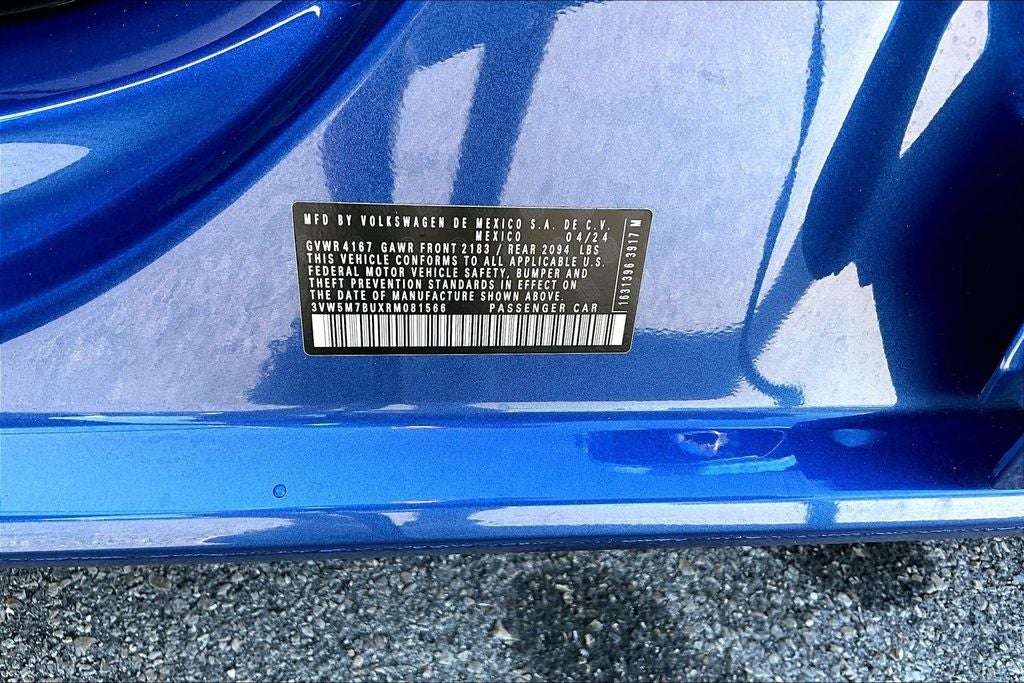 MFD BY VOLKSWAGEN DE MEXICO S.A. DE C.V.
MEXICO 04/24
GVWR 4167 GAWR FRONT 2183 / REAR 2094 LBS
THIS VEHICLE CONFORMS TO ALL APPLICABLE U.S.
FEDERAL MOTOR VEHICLE SAFETY, BUMPER AND
THEFT PREVENTION STANDARDS IN EFFECT ON
THE DATE OF MANUFACTURE SHOWN ABOVE.
3VW5M7BUXRM081566 PASSENGER CAR
1631396 3917 M